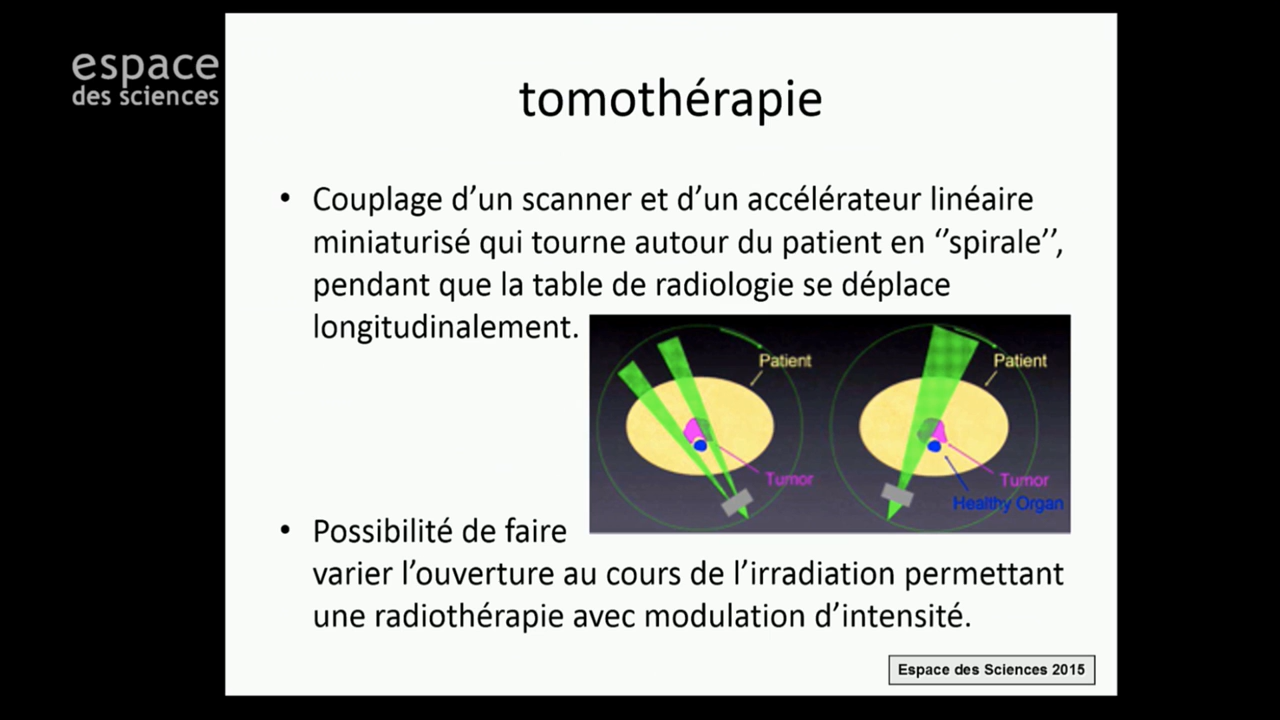 espace
des sciences
tomothérapie
• Couplage d’un scanner et d’un accélérateur linéaire
miniaturisé qui tourne autour du patient en ‘’spirale’’,
pendant que la table de radiologie se déplace
longitudinalement.
Patient
Tumor
Patient
Tumor
Healthy Organ
• Possibilité de faire
varier l’ouverture au cours de l’irradiation permettant
une radiothérapie avec modulation d’intensité.
Espace des Sciences 2015